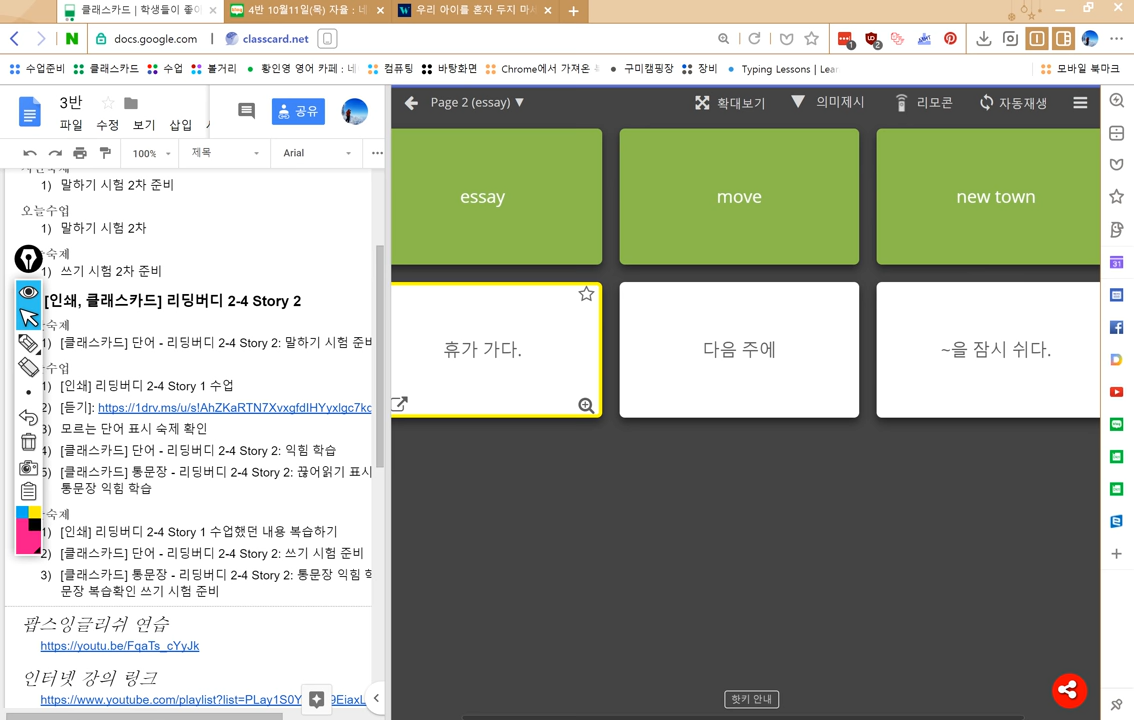 클래스카드 | 학생들이 좋아
4반 10월11일(목) 자율 : 네
우리 아이를 혼자 두지 마세
docs.google.com
classcard.net
수업준비
클래스카드
수업
볼거리
황인영 영어 카페 : 네
컴퓨팅
바탕화면
Chrome에서 가져온
구미캠핑장
장비
Typing Lessons | Lear
모바일 북마크
3반
파일 수정 보기 삽입
공유
100%
제목
Arial
1) 말하기 시험 2차 준비
오늘수업
1) 말하기 시험 2차
숙제
1) 쓰기 시험 2차 준비
[인쇄, 클래스카드] 리딩버디 2-4 Story 2
숙제
1) [클래스카드] 단어 - 리딩버디 2-4 Story 2: 말하기 시험 준비
수업
1) [인쇄] 리딩버디 2-4 Story 1 수업
2) [듣기]: https://1drv.ms/u/s!AhZKaRTN7XvxgfdIHYyxlgc7kq
3) 모르는 단어 표시 숙제 확인
4) [클래스카드] 단어 - 리딩버디 2-4 Story 2: 익힘 학습
5) [클래스카드] 통문장 - 리딩버디 2-4 Story 2: 끊어읽기 표시
통문장 익힘 학습
숙제
1) [인쇄] 리딩버디 2-4 Story 1 수업했던 내용 복습하기
2) [클래스카드] 단어 - 리딩버디 2-4 Story 2: 쓰기 시험 준비
3) [클래스카드] 통문장 - 리딩버디 2-4 Story 2: 통문장 익힘 학
문장 복습확인 쓰기 시험 준비
팝스잉글리쉬 연습
https://youtu.be/FqaTs_cYyJk
인터넷 강의 링크
https://www.youtube.com/playlist?list=PLay1S0Y 9EiaxL
Page 2 (essay) ▼
확대보기
의미제시
리모콘
자동재생
essay
move
new town
휴가 가다.
다음 주에
~을 잠시 쉬다.
핫키 안내